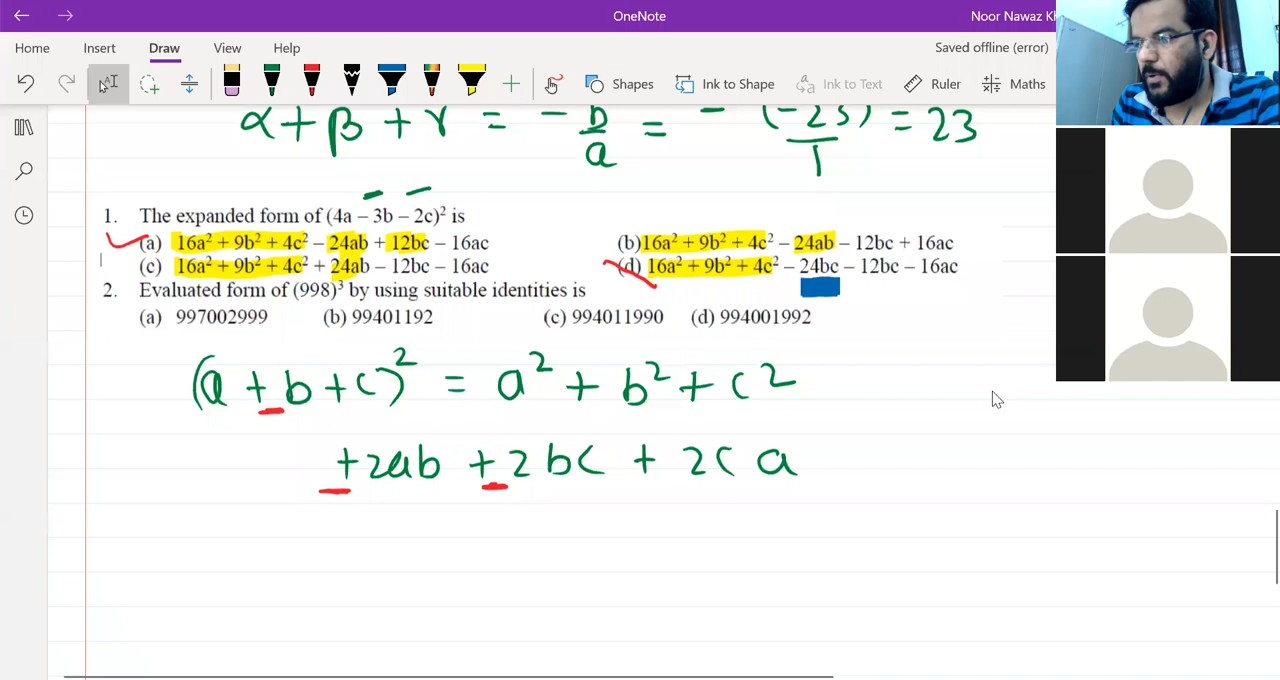 OneNote
Noor Nawaz Kh
Home Insert Draw View Help
Saved offline (error)
Shapes Ink to Shape Ink to Text Ruler Maths
α + β + γ = - b/a = - (-23)/1 = 23
1. The expanded form of (4a – 3b – 2c)² is
(a) 16a² + 9b² + 4c² – 24ab + 12bc – 16ac (b) 16a² + 9b² + 4c² – 24ab – 12bc + 16ac
(c) 16a² + 9b² + 4c² + 24ab – 12bc – 16ac (d) 16a² + 9b² + 4c² – 24bc – 12bc – 16ac
2. Evaluated form of (998)³ by using suitable identities is
(a) 997002999 (b) 99401192 (c) 994011990 (d) 994001992
(a + b + c)² = a² + b² + c²
+ 2ab + 2bc + 2ca